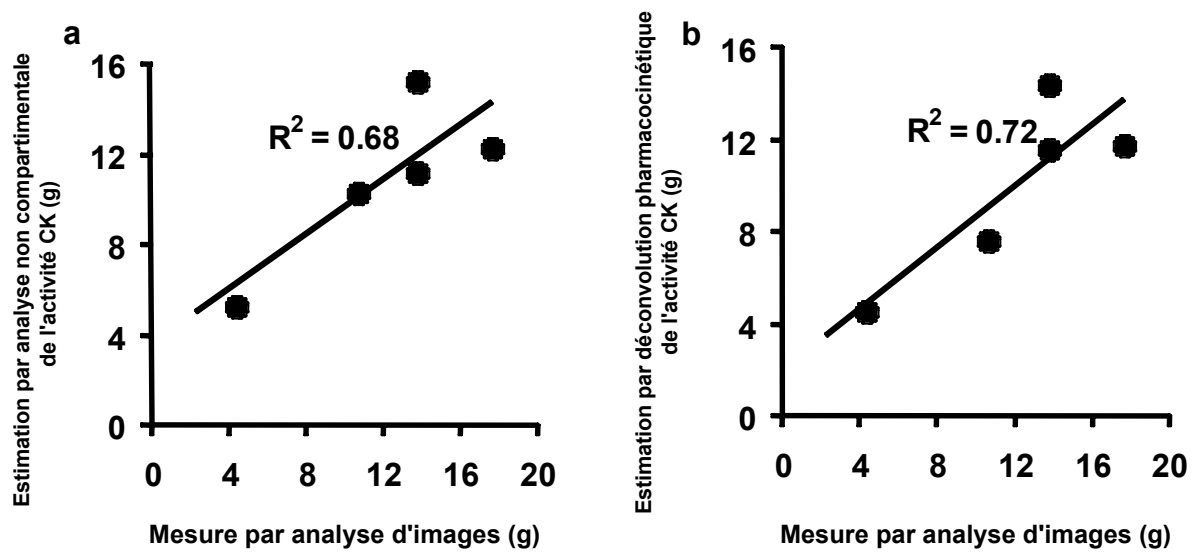 a
Estimation par analyse non compartimentale
de l'activité CK (g)
16
12
8
4
0
R² = 0.68
0 4 8 12 16 20
Mesure par analyse d'images (g)
b
Estimation par déconvolution pharmacocinétique
de l'activité CK (g)
16
12
8
4
0
R² = 0.72
0 4 8 12 16 20
Mesure par analyse d'images (g)